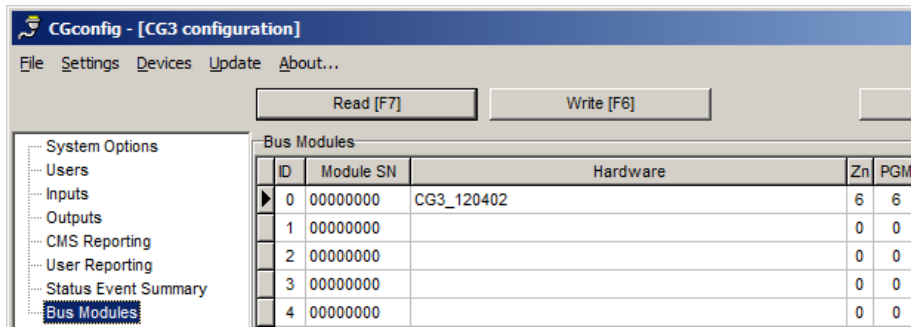 CGconfig - [CG3 configuration]
File Settings Devices Update About...
Read [F7] Write [F6]
System Options
Users
Inputs
Outputs
CMS Reporting
User Reporting
Status Event Summary
Bus Modules
Bus Modules
ID Module SN Hardware Zn PGM
0 00000000 CG3_120402 6 6
1 00000000 0 0
2 00000000 0 0
3 00000000 0 0
4 00000000 0 0